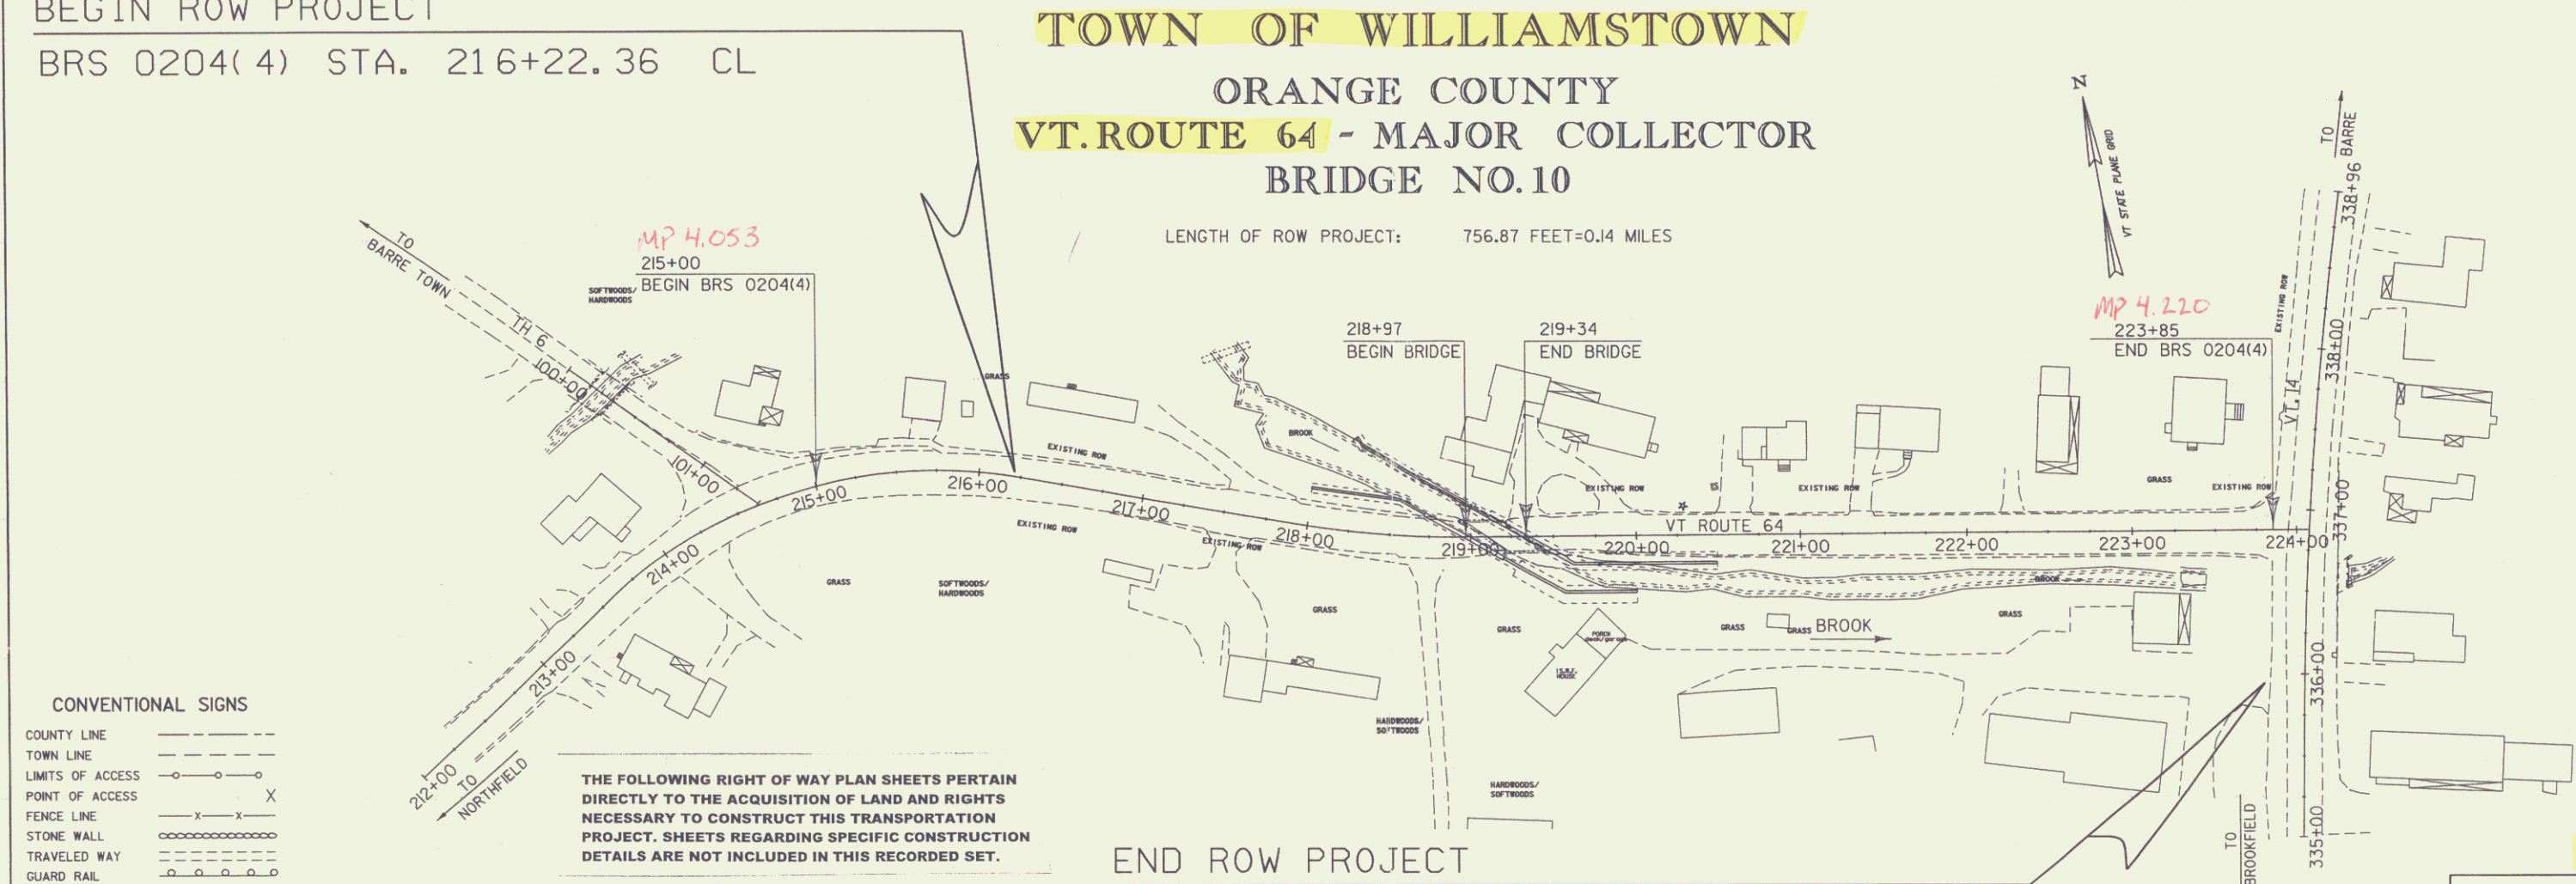 BEGIN ROW PROJECT
BRS 0204(4) STA. 216+22.36 CL
TOWN OF WILLIAMSTOWN
ORANGE COUNTY
VT. ROUTE 64 - MAJOR COLLECTOR
BRIDGE NO. 10
LENGTH OF ROW PROJECT: 756.87 FEET=0.14 MILES
N
VT STATE PLANE GRID
TO
BARRE TOWN
TH 6
100+00
101+00
MP 4.053
215+00
BEGIN BRS 0204(4)
SOFTWOODS/
HARDWOODS
GRASS
EXISTING ROW
BROOK
218+97
BEGIN BRIDGE
219+34
END BRIDGE
MP 4.220
223+85
END BRS 0204(4)
EXISTING ROW
TO
BARRE
338+96
338+00
VT. 14
337+00
336+00
335+00
TO
BROOKFIELD
EXISTING ROW
EXISTING ROW
GRASS
EXISTING ROW
VT ROUTE 64
212+00
213+00
214+00
215+00
216+00
217+00
218+00
219+00
220+00
221+00
222+00
223+00
224+00
EXISTING ROW
EXISTING ROW
GRASS
SOFTWOODS/
HARDWOODS
GRASS
GRASS
GRASS
GRASS
BROOK
GRASS
BROOK
PORCH
HOUSE
HARDWOODS/
SOFTWOODS
HARDWOODS/
SOFTWOODS
TO
NORTHFIELD
CONVENTIONAL SIGNS
COUNTY LINE
TOWN LINE
LIMITS OF ACCESS
POINT OF ACCESS X
FENCE LINE
STONE WALL
TRAVELED WAY
GUARD RAIL
THE FOLLOWING RIGHT OF WAY PLAN SHEETS PERTAIN
DIRECTLY TO THE ACQUISITION OF LAND AND RIGHTS
NECESSARY TO CONSTRUCT THIS TRANSPORTATION
PROJECT. SHEETS REGARDING SPECIFIC CONSTRUCTION
DETAILS ARE NOT INCLUDED IN THIS RECORDED SET.
END ROW PROJECT